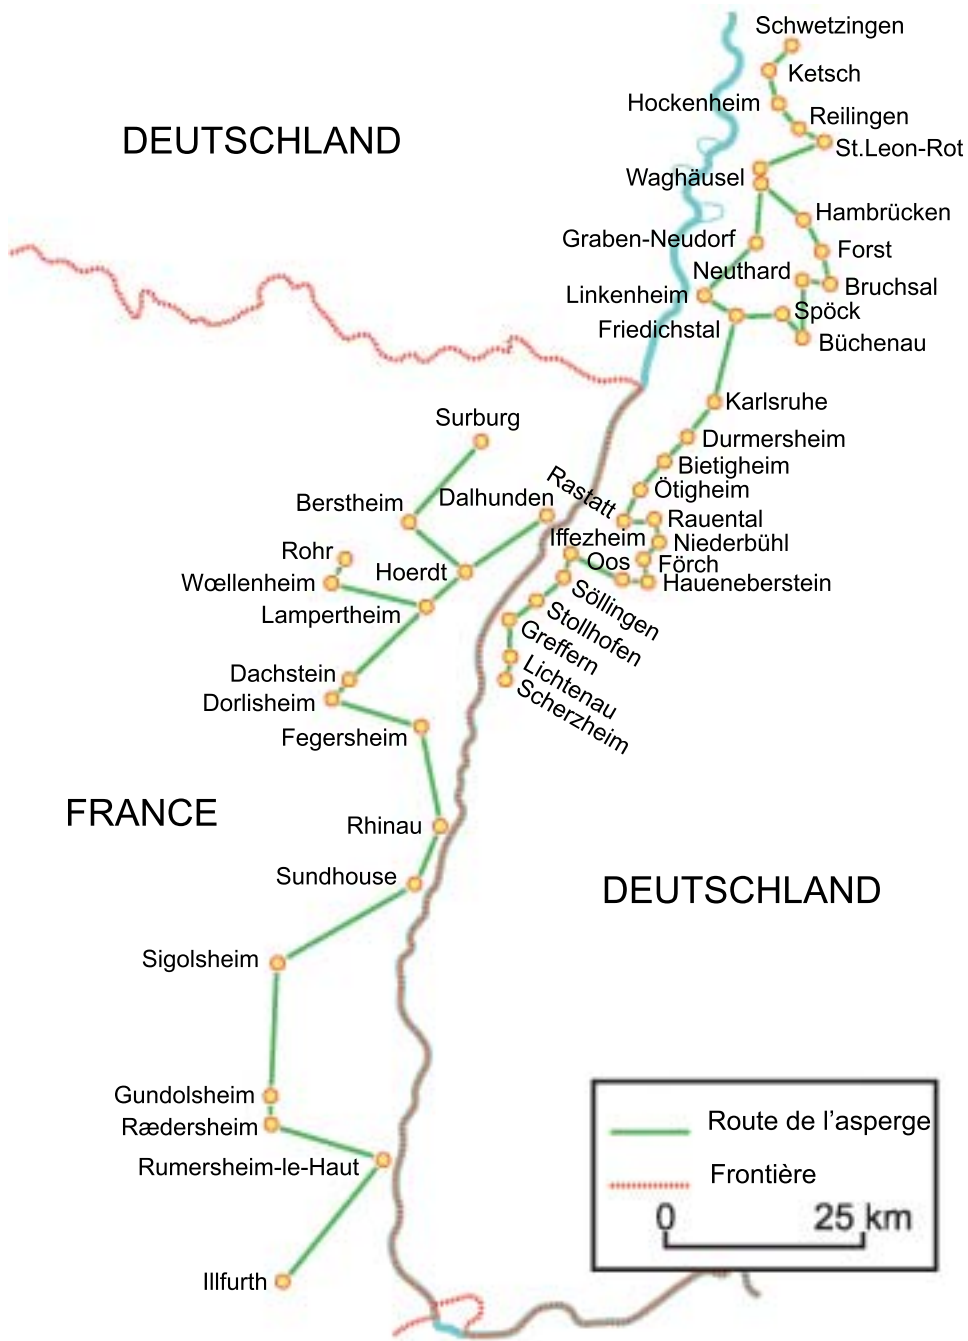 Schwetzingen
Ketsch
Hockenheim
Reilingen
DEUTSCHLAND
St.Leon-Rot
Waghäusel
Hambrücken
Graben-Neudorf
Forst
Neuthard
Bruchsal
Linkenheim
Spöck
Friedichstal
Büchenau
Karlsruhe
Surburg
Durmersheim
Bietigheim
Rastatt
Ötigheim
Dalhunden
Berstheim
Rauental
Iffezheim
Niederbühl
Rohr
Oos
Förch
Hoerdt
Wœllenheim
Haueneberstein
Lampertheim
Söllingen
Stollhofen
Greffern
Dachstein
Lichtenau
Dorlisheim
Scherzheim
Fegersheim
FRANCE
Rhinau
Sundhouse
DEUTSCHLAND
Sigolsheim
Gundolsheim
Rædersheim
Rumersheim-le-Haut
Illfurth
Route de l’asperge
Frontière
0 25 km